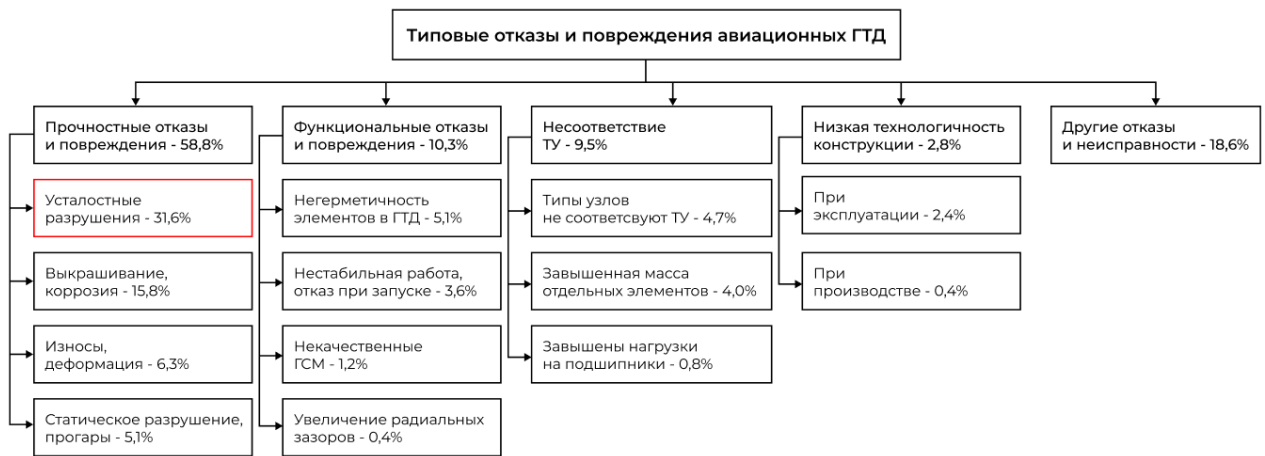 Типовые отказы и повреждения авиационных ГТД
Прочностные отказы
и повреждения - 58,8%
Усталостные
разрушения - 31,6%
Выкрашивание,
коррозия - 15,8%
Износы,
деформация - 6,3%
Статическое разрушение,
прогары - 5,1%
Функциональные отказы
и повреждения - 10,3%
Негерметичность
элементов в ГТД - 5,1%
Нестабильная работа,
отказ при запуске - 3,6%
Некачественные
ГСМ - 1,2%
Увеличение радиальных
зазоров - 0,4%
Несоответствие
ТУ - 9,5%
Типы узлов
не соответсвуют ТУ - 4,7%
Завышенная масса
отдельных элементов - 4,0%
Завышены нагрузки
на подшипники - 0,8%
Низкая технологичность
конструкции - 2,8%
При
эксплуатации - 2,4%
При
производстве - 0,4%
Другие отказы
и неисправности - 18,6%